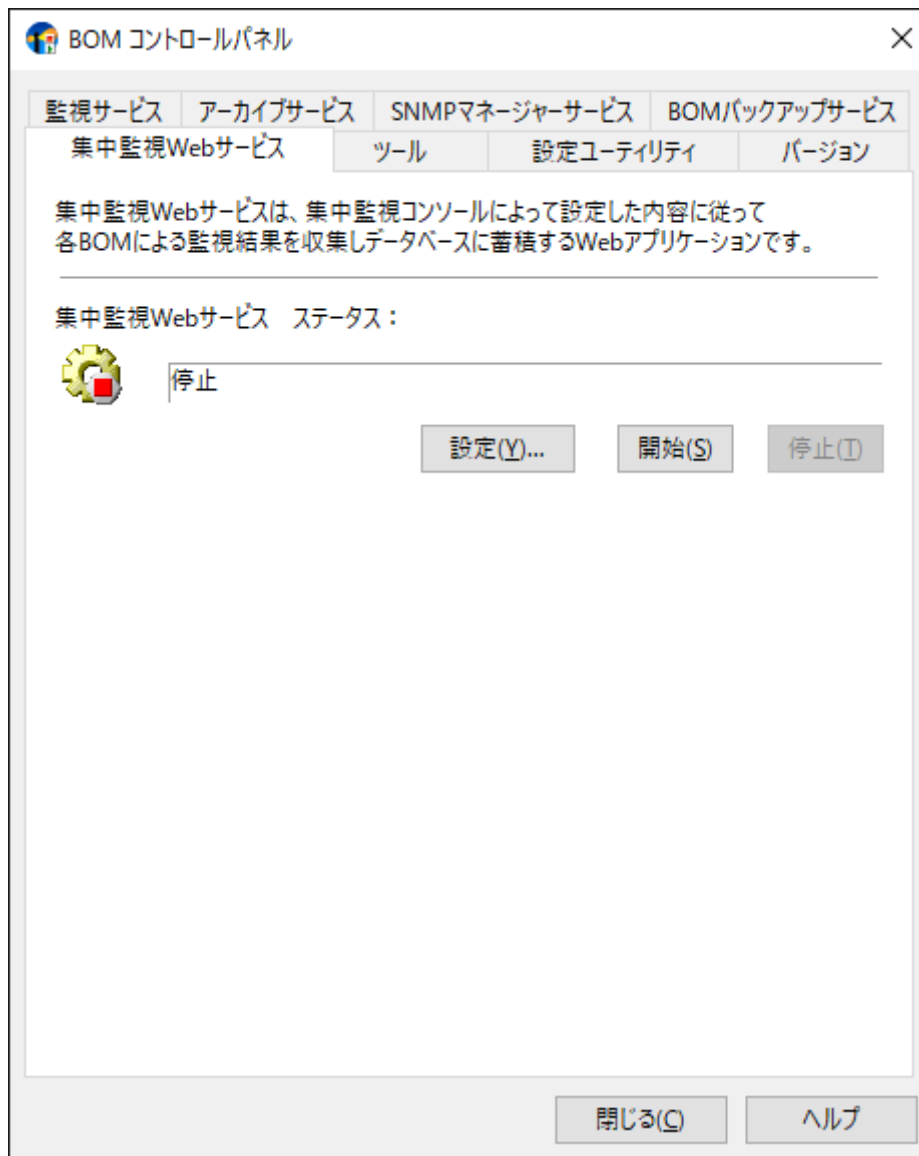 BOM コントロールパネル
監視サービス アーカイブサービス SNMPマネージャーサービス BOMバックアップサービス
集中監視Webサービス ツール 設定ユーティリティ バージョン
集中監視Webサービスは、集中監視コンソールによって設定した内容に従って
各BOMによる監視結果を収集しデータベースに蓄積するWebアプリケーションです。
集中監視Webサービス　ステータス：
停止
設定(Y)... 開始(S) 停止(T)
閉じる(C) ヘルプ